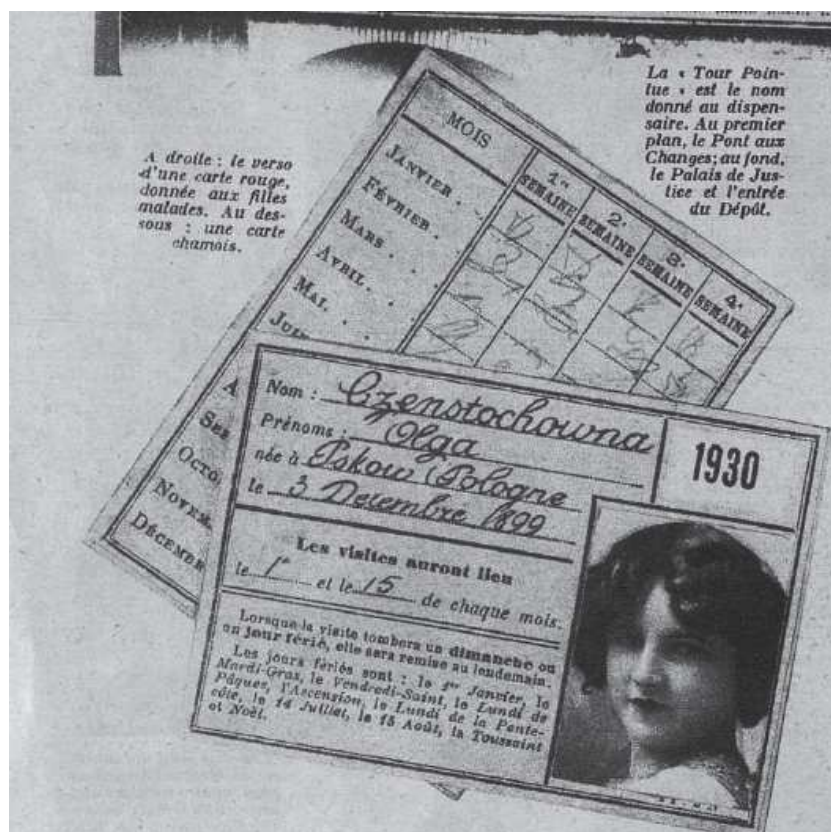 La « Tour Poin-
tue » est le nom
donné au dispen-
saire. Au premier
plan, le Pont aux
Changes; au fond,
le Palais de Jus-
tice et l'entrée
du Dépôt.
A droite : le verso
d'une carte rouge,
donnée aux filles
malades. Au des-
sous : une carte
chamois.
MOIS
1re SEMAINE 2e SEMAINE 3e SEMAINE 4e SEMAINE
JANVIER . .
FÉVRIER .
MARS . .
AVRIL . . .
MAI. . .
JUI
A
SEP
OCTO
NOVEM
DÉCEMBR
Nom : Czenstochowna
Prénoms : Olga
née à Pskow (Pologne
le 3 Decembre 1899
1930
Les visites auront lieu
le 1er et le 15 de chaque mois.
Lorsque la visite tombera un dimanche ou
un jour férié, elle sera remise au lendemain.
Les jours fériés sont : le 1er Janvier, le
Mardi-Gras, le Vendredi-Saint, le Lundi de
Pâques, l'Ascension, le Lundi de la Pente-
côte, le 14 Juillet, le 15 Août, la Toussaint
et Noël.